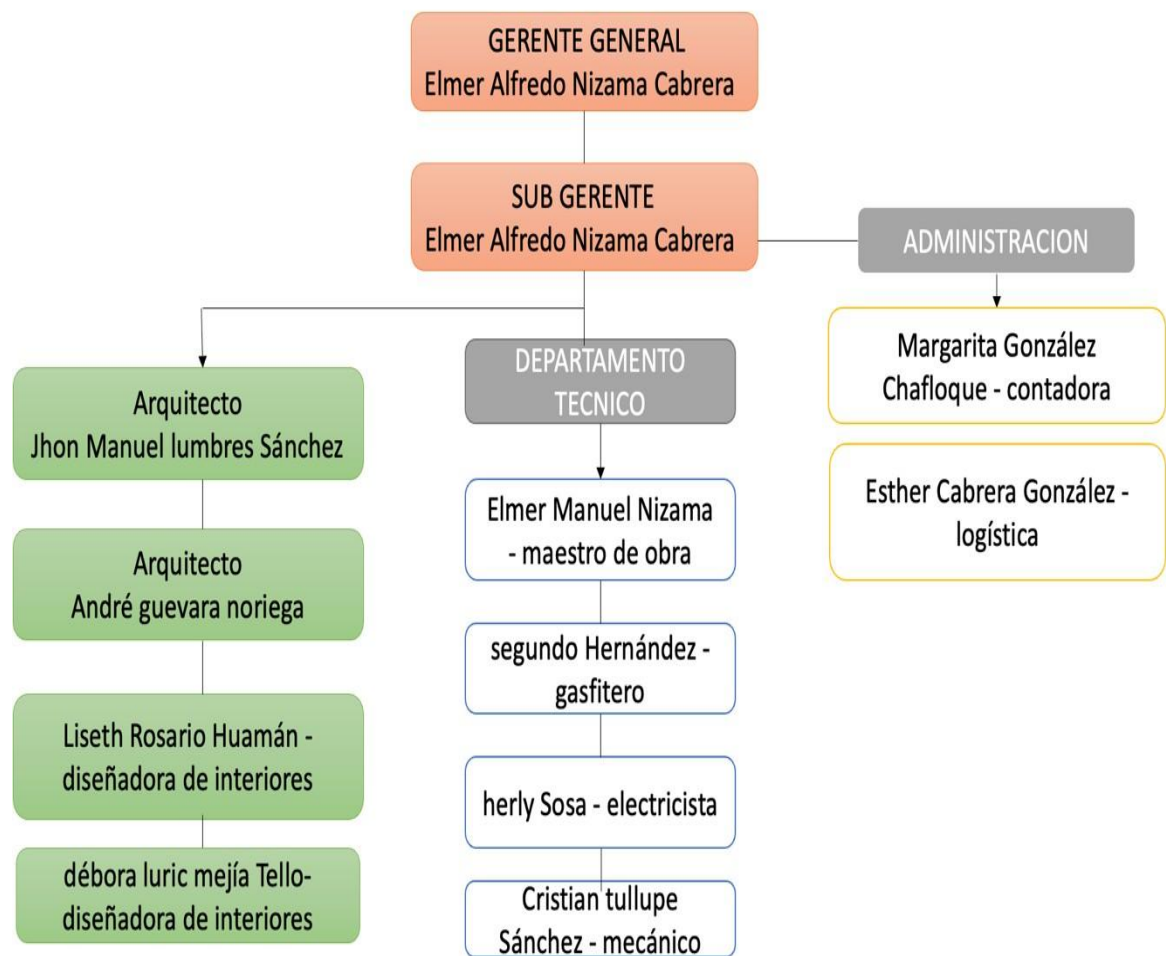 GERENTE GENERAL
Elmer Alfredo Nizama Cabrera
SUB GERENTE
Elmer Alfredo Nizama Cabrera
ADMINISTRACION
Margarita González
Chafloque - contadora
Esther Cabrera González -
logística
Arquitecto
Jhon Manuel lumbres Sánchez
Arquitecto
André guevara noriega
Liseth Rosario Huamán -
diseñadora de interiores
débora luric mejía Tello-
diseñadora de interiores
DEPARTAMENTO
TECNICO
Elmer Manuel Nizama
- maestro de obra
segundo Hernández -
gasfitero
herly Sosa - electricista
Cristian tullupe
Sánchez - mecánico